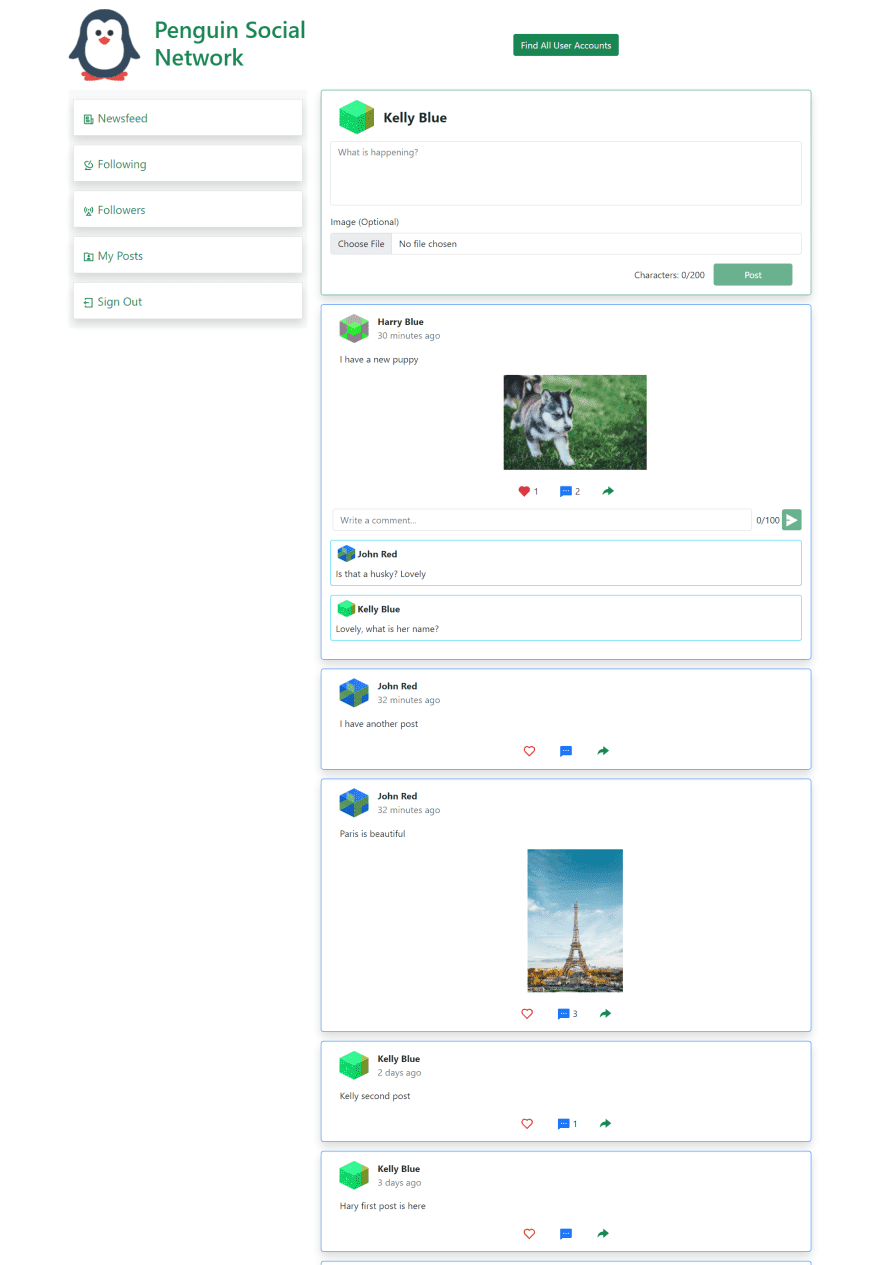 Penguin Social
Network
Find All User Accounts
Newsfeed
Following
Followers
My Posts
Sign Out
Kelly Blue
What is happening?
Image (Optional)
Choose File No file chosen
Characters: 0/200 Post
Harry Blue
30 minutes ago
I have a new puppy
1 2
Write a comment... 0/100
John Red
Is that a husky? Lovely
Kelly Blue
Lovely, what is her name?
John Red
32 minutes ago
I have another post
John Red
32 minutes ago
Paris is beautiful
3
Kelly Blue
2 days ago
Kelly second post
1
Kelly Blue
3 days ago
Hary first post is here